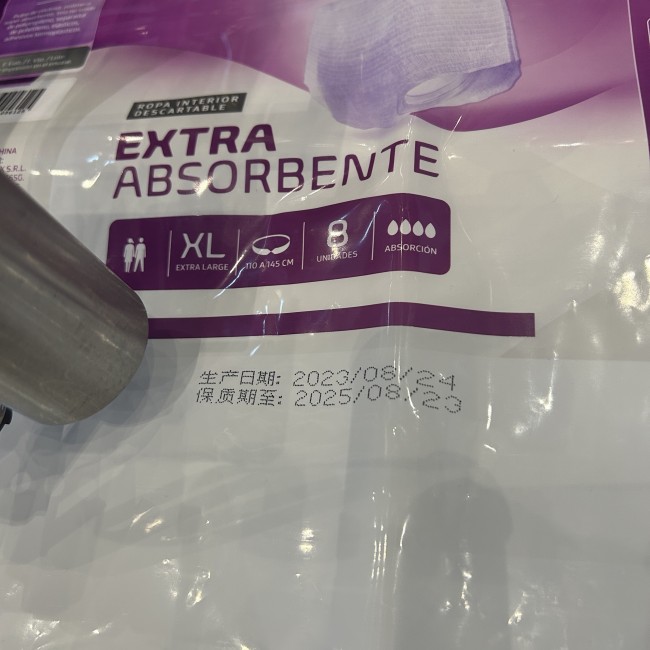 ROPA INTERIOR
DESCARTABLE
EXTRA
ABSORBENTE
XL
EXTRA LARGE
110 A 145 CM
8
UNIDADES
ABSORCIÓN
HINA
S.R.L.
生产日期: 2023/08/24
保质期至: 2025/08/23